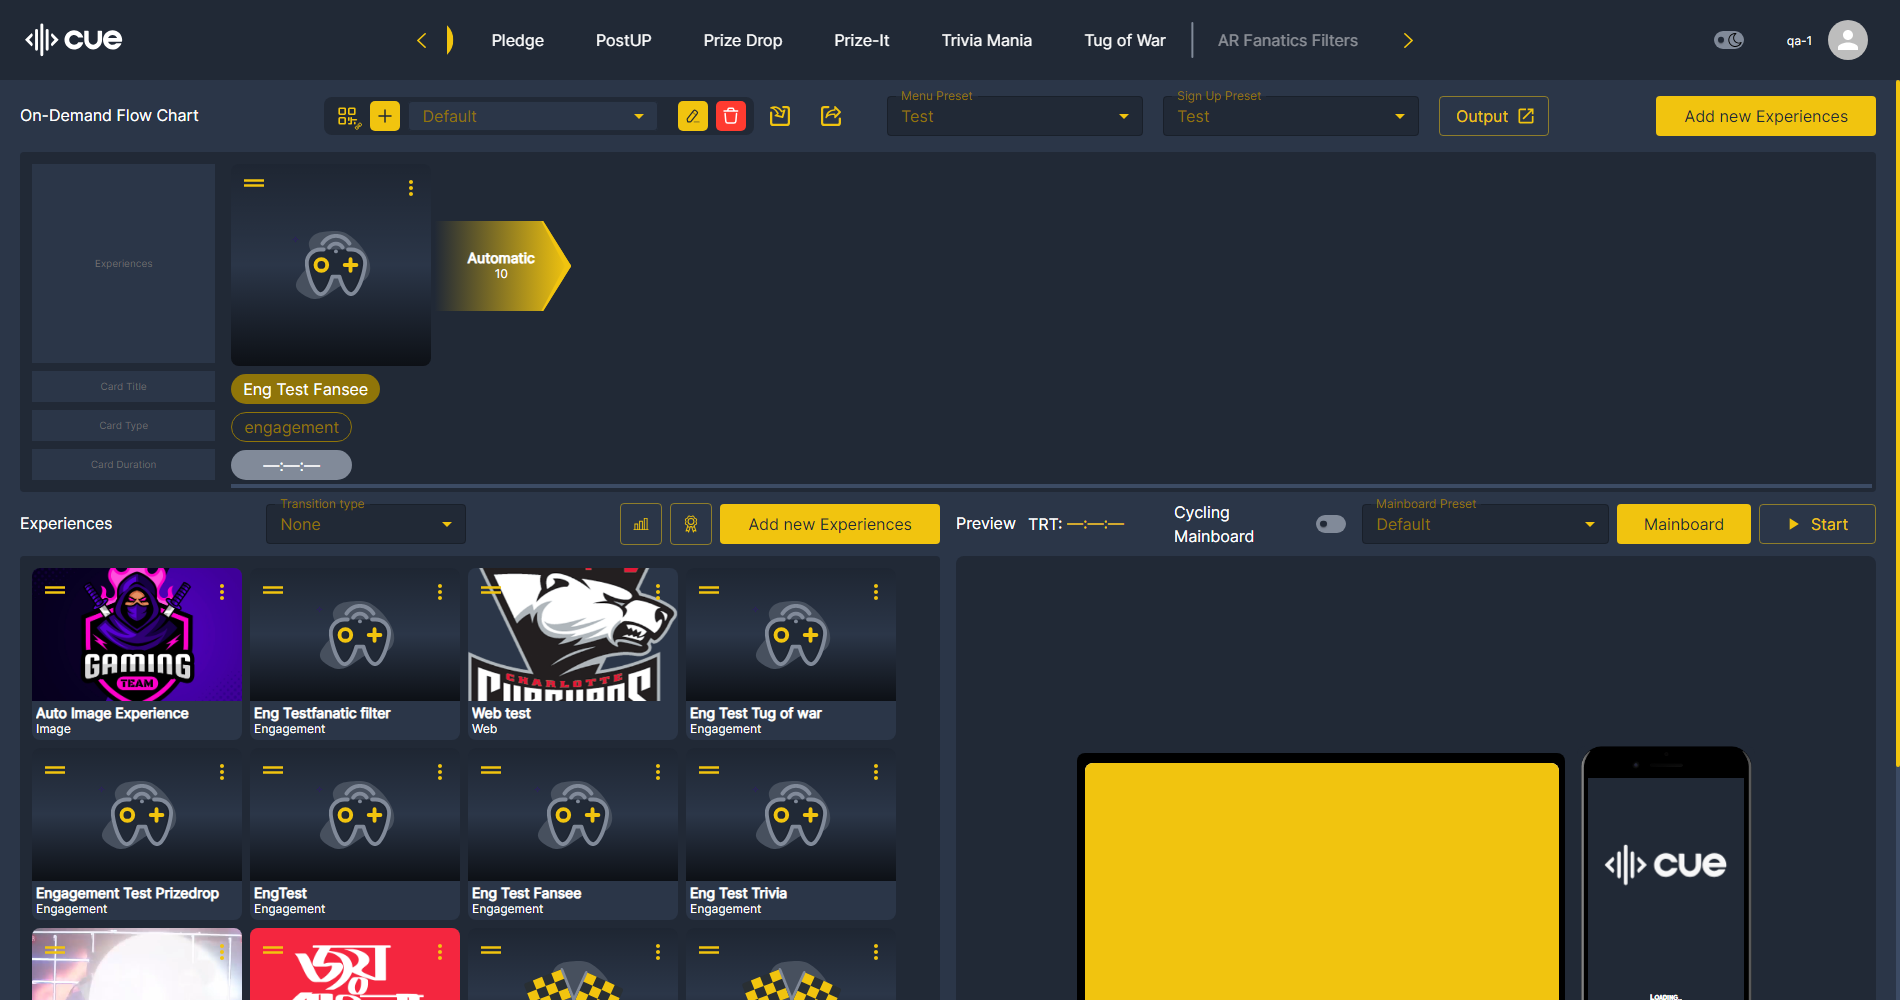 cue
Pledge
PostUP
Prize Drop
Prize-It
Trivia Mania
Tug of War
AR Fanatics Filters
qa-1
On-Demand Flow Chart
Default
Menu Preset
Test
Sign Up Preset
Test
Output
Add new Experiences
Experiences
Automatic
10
Card Title
Eng Test Fansee
Card Type
engagement
Card Duration
—:—:—
Experiences
Transition type
None
Add new Experiences
Preview
TRT: —:—:—
Cycling
Mainboard
Mainboard Preset
Default
Mainboard
Start
GAMING
TEAM
CHARLOTTE
Auto Image Experience
Image
Eng Testfanatic filter
Engagement
Web test
Web
Eng Test Tug of war
Engagement
Engagement Test Prizedrop
Engagement
EngTest
Engagement
Eng Test Fansee
Engagement
Eng Test Trivia
Engagement
cue
জয়
LOADING...